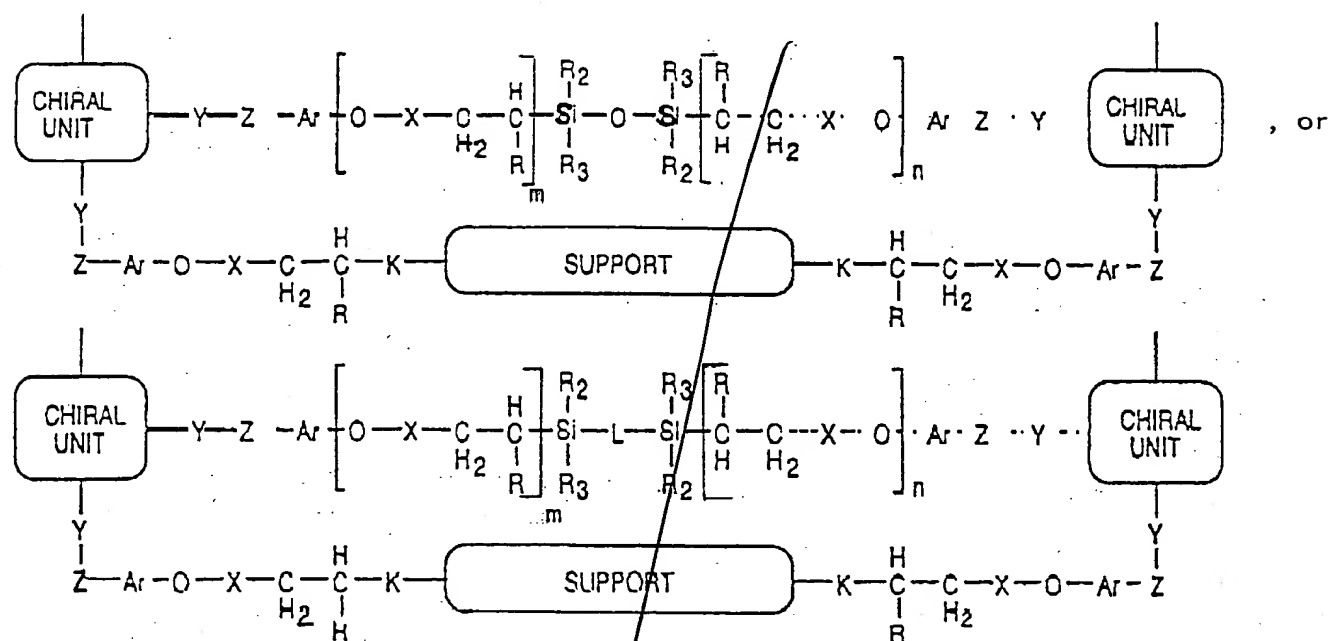 R2 R3 R
CHIRAL UNIT —Y—Z—Ar [ O—X—C—C ]m Si—O—Si [ C—C---X· O ]n Ar Z · Y CHIRAL UNIT , or
H
H2 R R3 R2 H H2
Y Y
Z—Ar—O—X—C—C—K— SUPPORT —K—C—C—X—O—Ar—Z
H H
H2 R R H2
R2 R3 R
CHIRAL UNIT —Y—Z—Ar [ O—X—C—C ]m Si—L—Si [ C—C---X· O ]n · Ar· Z ·· Y -· CHIRAL UNIT
H
H2 R R3 R2 H H2
Y Y
Z—Ar—O—X—C—C—K— SUPPORT —K—C—C—X—O—Ar—Z
H H
H2 H R H2